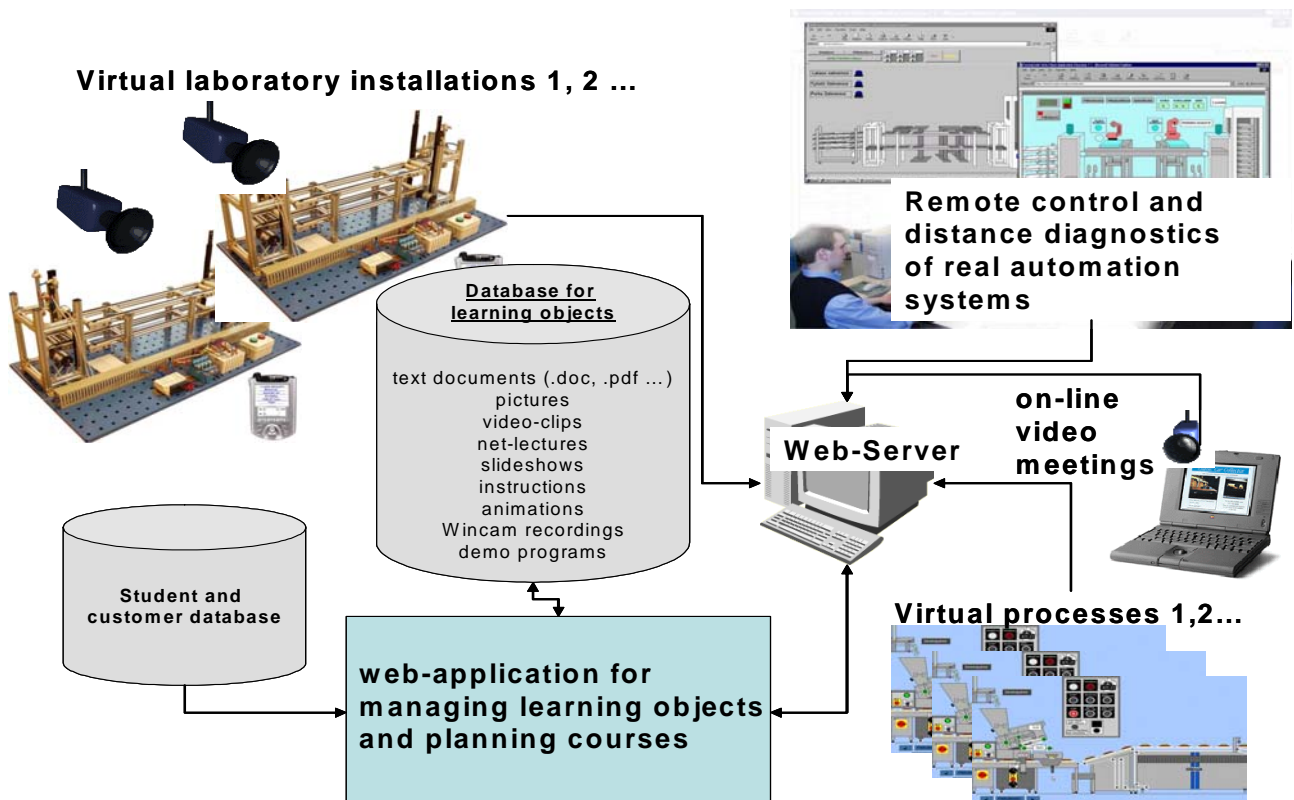 Virtual laboratory installations 1, 2 ...
Remote control and
distance diagnostics
of real automation
systems
Database for
learning objects
text documents (.doc, .pdf ...)
pictures
video-clips
net-lectures
slideshows
instructions
animations
Wincam recordings
demo programs
Web-Server
on-line
video
meetings
Student and
customer database
web-application for
managing learning objects
and planning courses
Virtual processes 1,2...